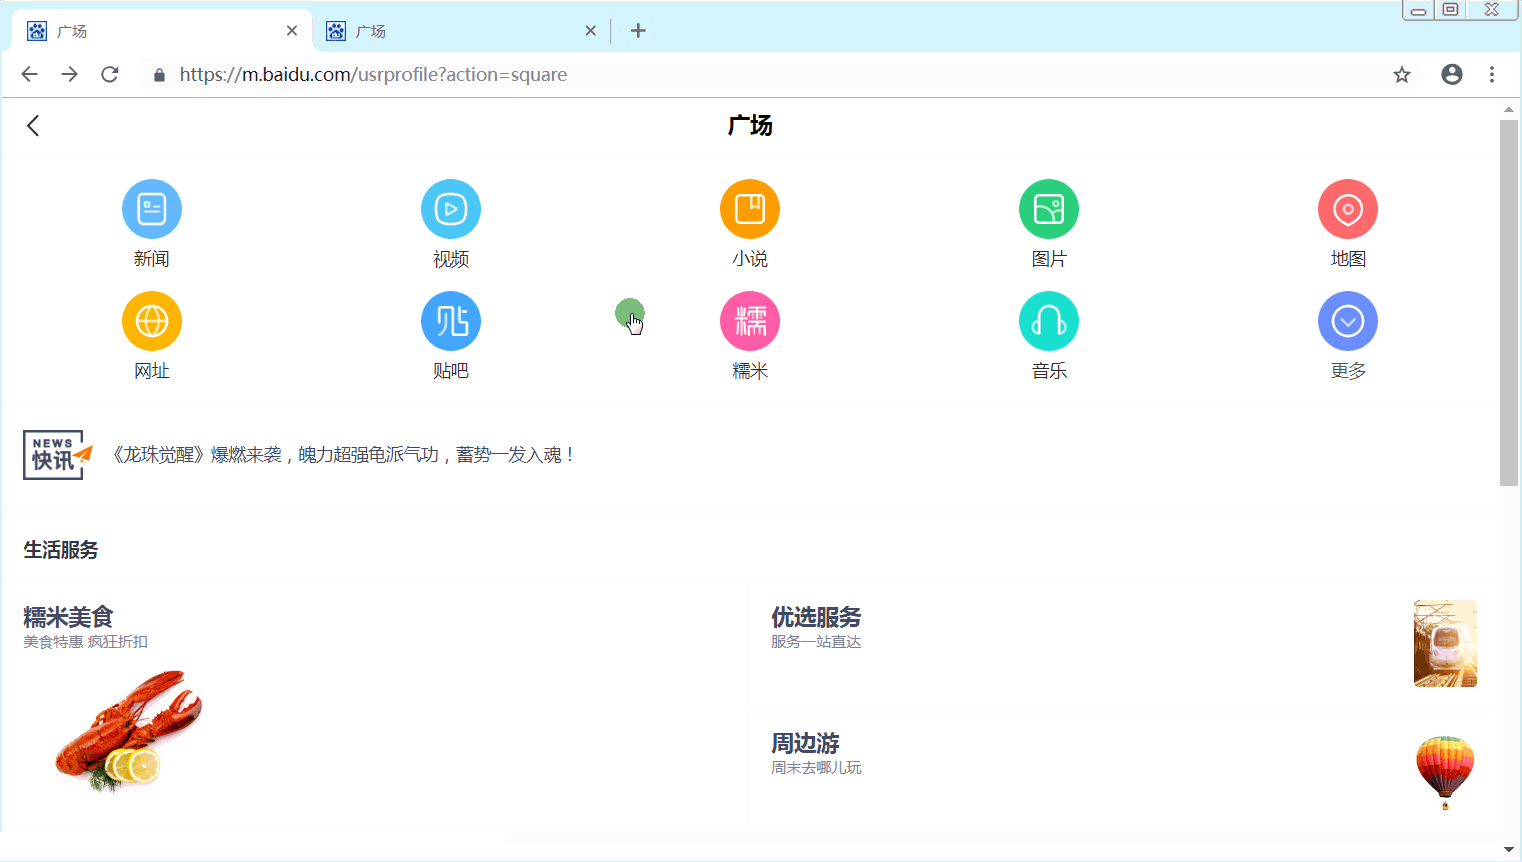 广场
广场
https://m.baidu.com/usrprofile?action=square
广场
新闻
视频
小说
图片
地图
网址
贴吧
糯米
音乐
更多
NEWS
快讯
《龙珠觉醒》爆燃来袭，魄力超强龟派气功，蓄势一发入魂！
生活服务
糯米美食
美食特惠 疯狂折扣
优选服务
服务一站直达
周边游
周末去哪儿玩